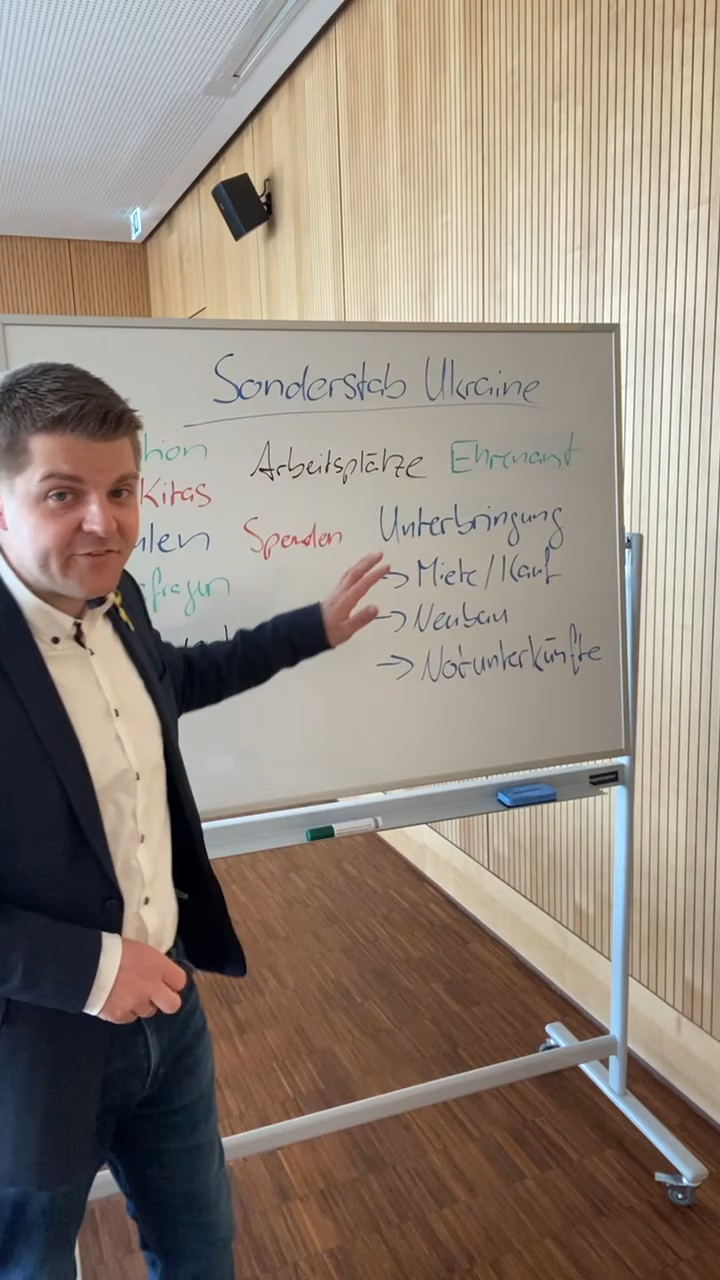 Sonderstab Ukraine
Arbeitsplätze Ehrenamt
Kitas
Spenden Unterbringung
→ Miete/Kauf
→ Neubau
→ Notunterkünfte